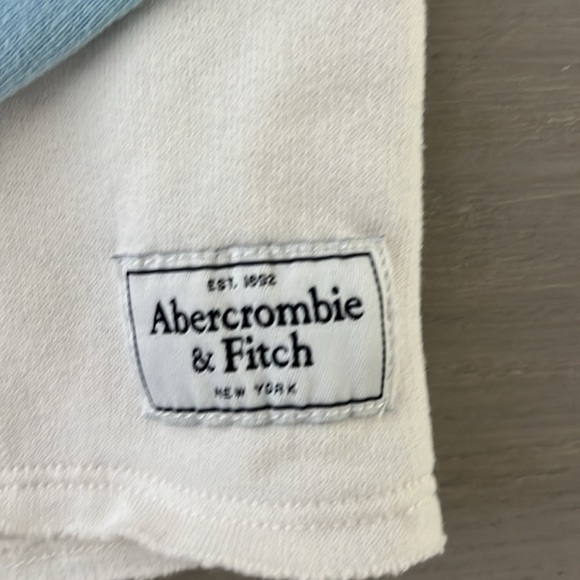 EST. 1892
Abercrombie
& Fitch
NEW YORK